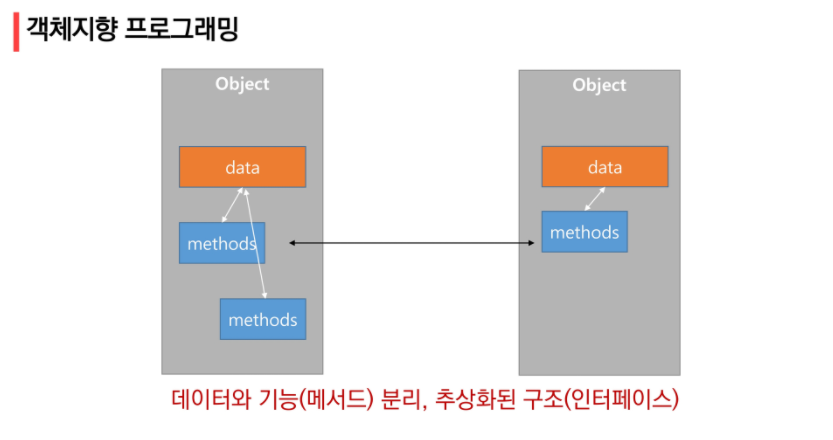 객체지향 프로그래밍
Object
data
methods
methods
Object
data
methods
데이터와 기능(메서드) 분리, 추상화된 구조(인터페이스)